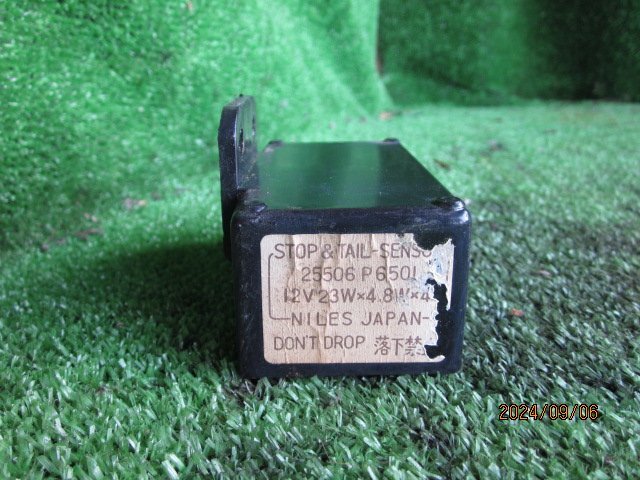 STOP & TAIL-SENSO
25506 P6501
12V 23W×4.8W×4
NILES JAPAN
DON'T DROP 落下禁
2024/09/06